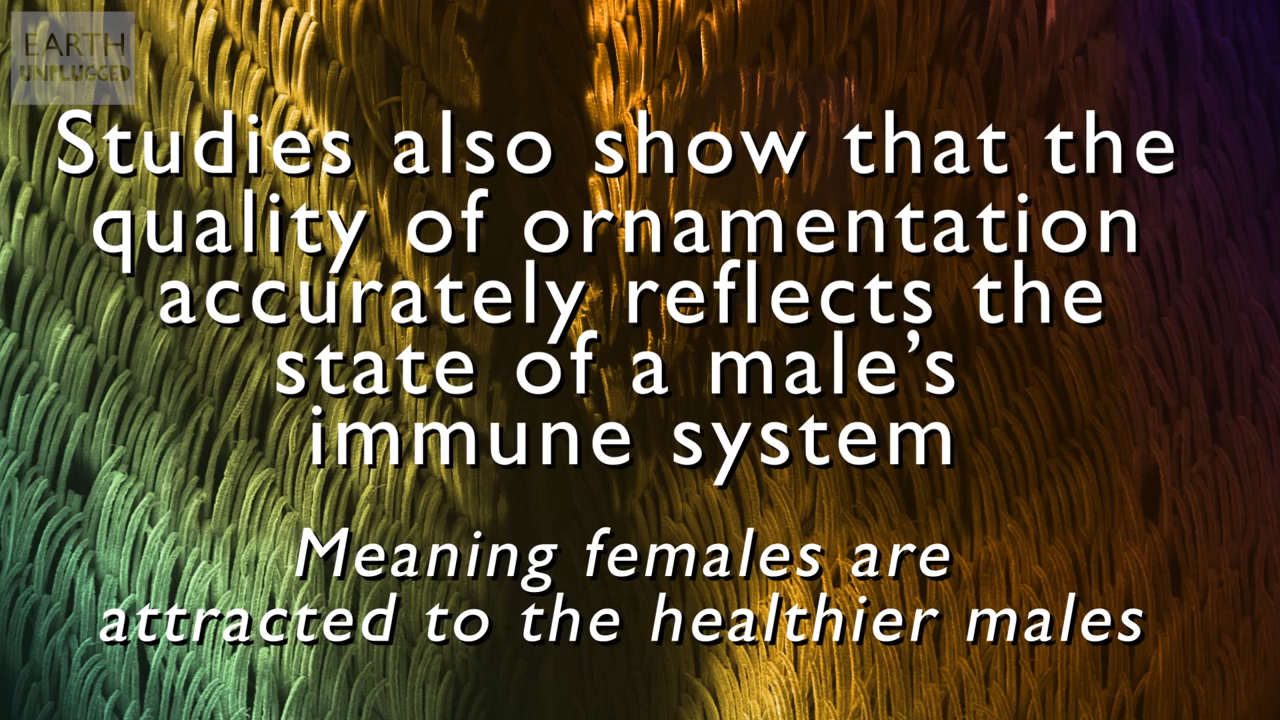 EARTH
UNPLUGGED
Studies also show that the
quality of ornamentation
accurately reflects the
state of a male’s
immune system
Meaning females are
attracted to the healthier males